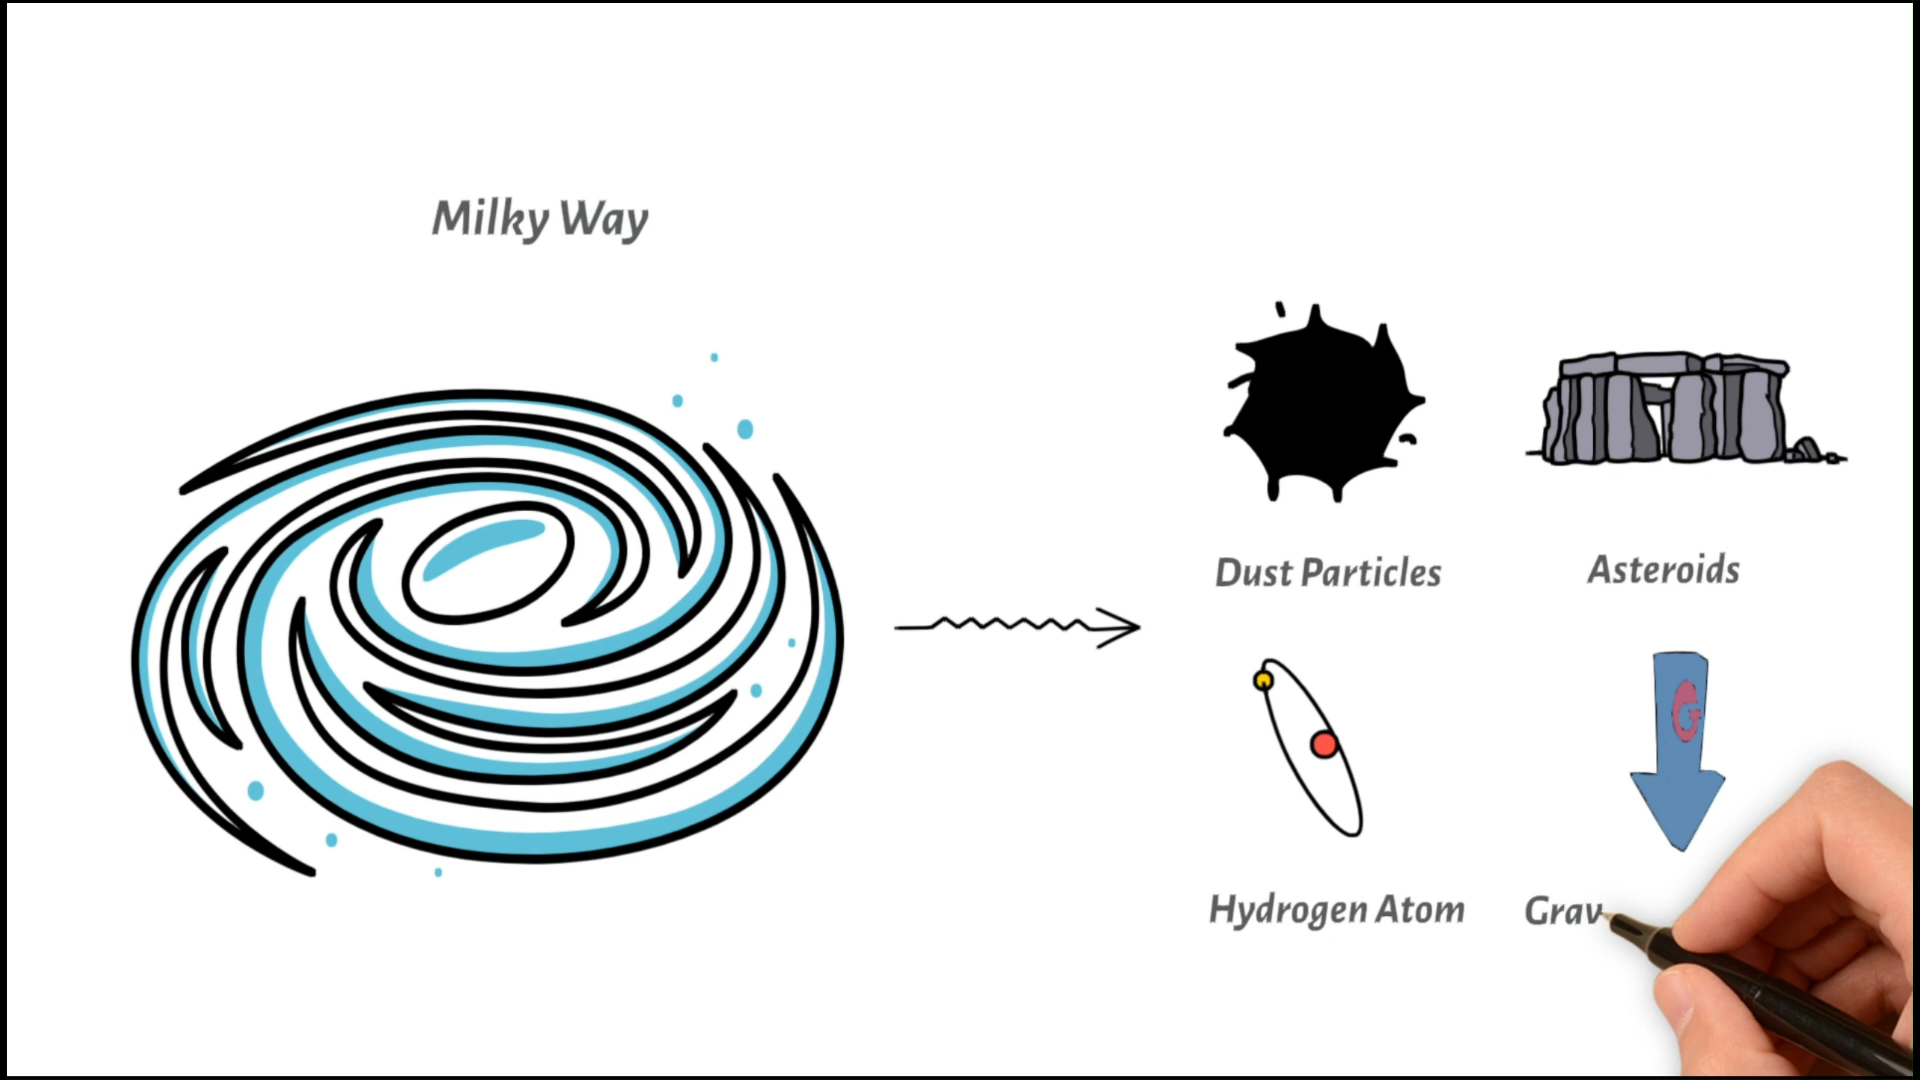 Milky Way
Dust Particles
Asteroids
G
Hydrogen Atom
Grav